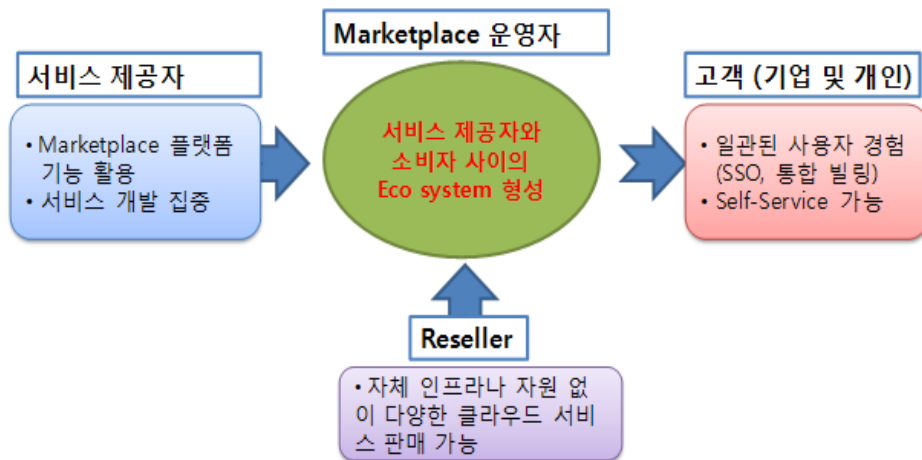 Marketplace 운영자
서비스 제공자
• Marketplace 플랫폼
기능 활용
• 서비스 개발 집중
서비스 제공자와
소비자 사이의
Eco system 형성
고객 (기업 및 개인)
• 일관된 사용자 경험
(SSO, 통합 빌링)
• Self-Service 가능
Reseller
• 자체 인프라나 자원 없
이 다양한 클라우드 서비
스 판매 가능